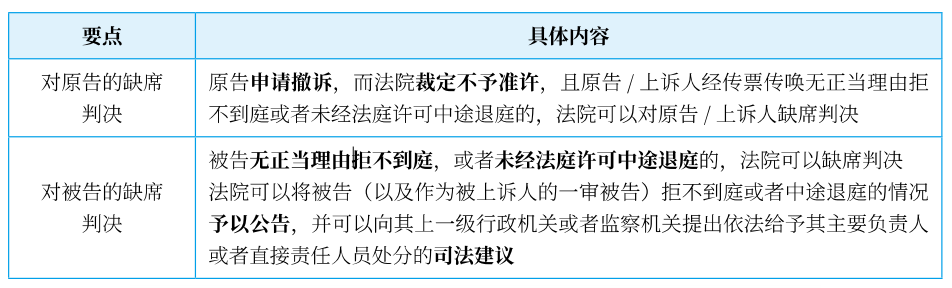 要点
具体内容
对原告的缺席
判决
原告申请撤诉，而法院裁定不予准许，且原告 / 上诉人经传票传唤无正当理由拒
不到庭或者未经法庭许可中途退庭的，法院可以对原告 / 上诉人缺席判决
对被告的缺席
判决
被告无正当理由拒不到庭，或者未经法庭许可中途退庭的，法院可以缺席判决
法院可以将被告（以及作为被上诉人的一审被告）拒不到庭或者中途退庭的情况
予以公告，并可以向其上一级行政机关或者监察机关提出依法给予其主要负责人
或者直接责任人员处分的司法建议